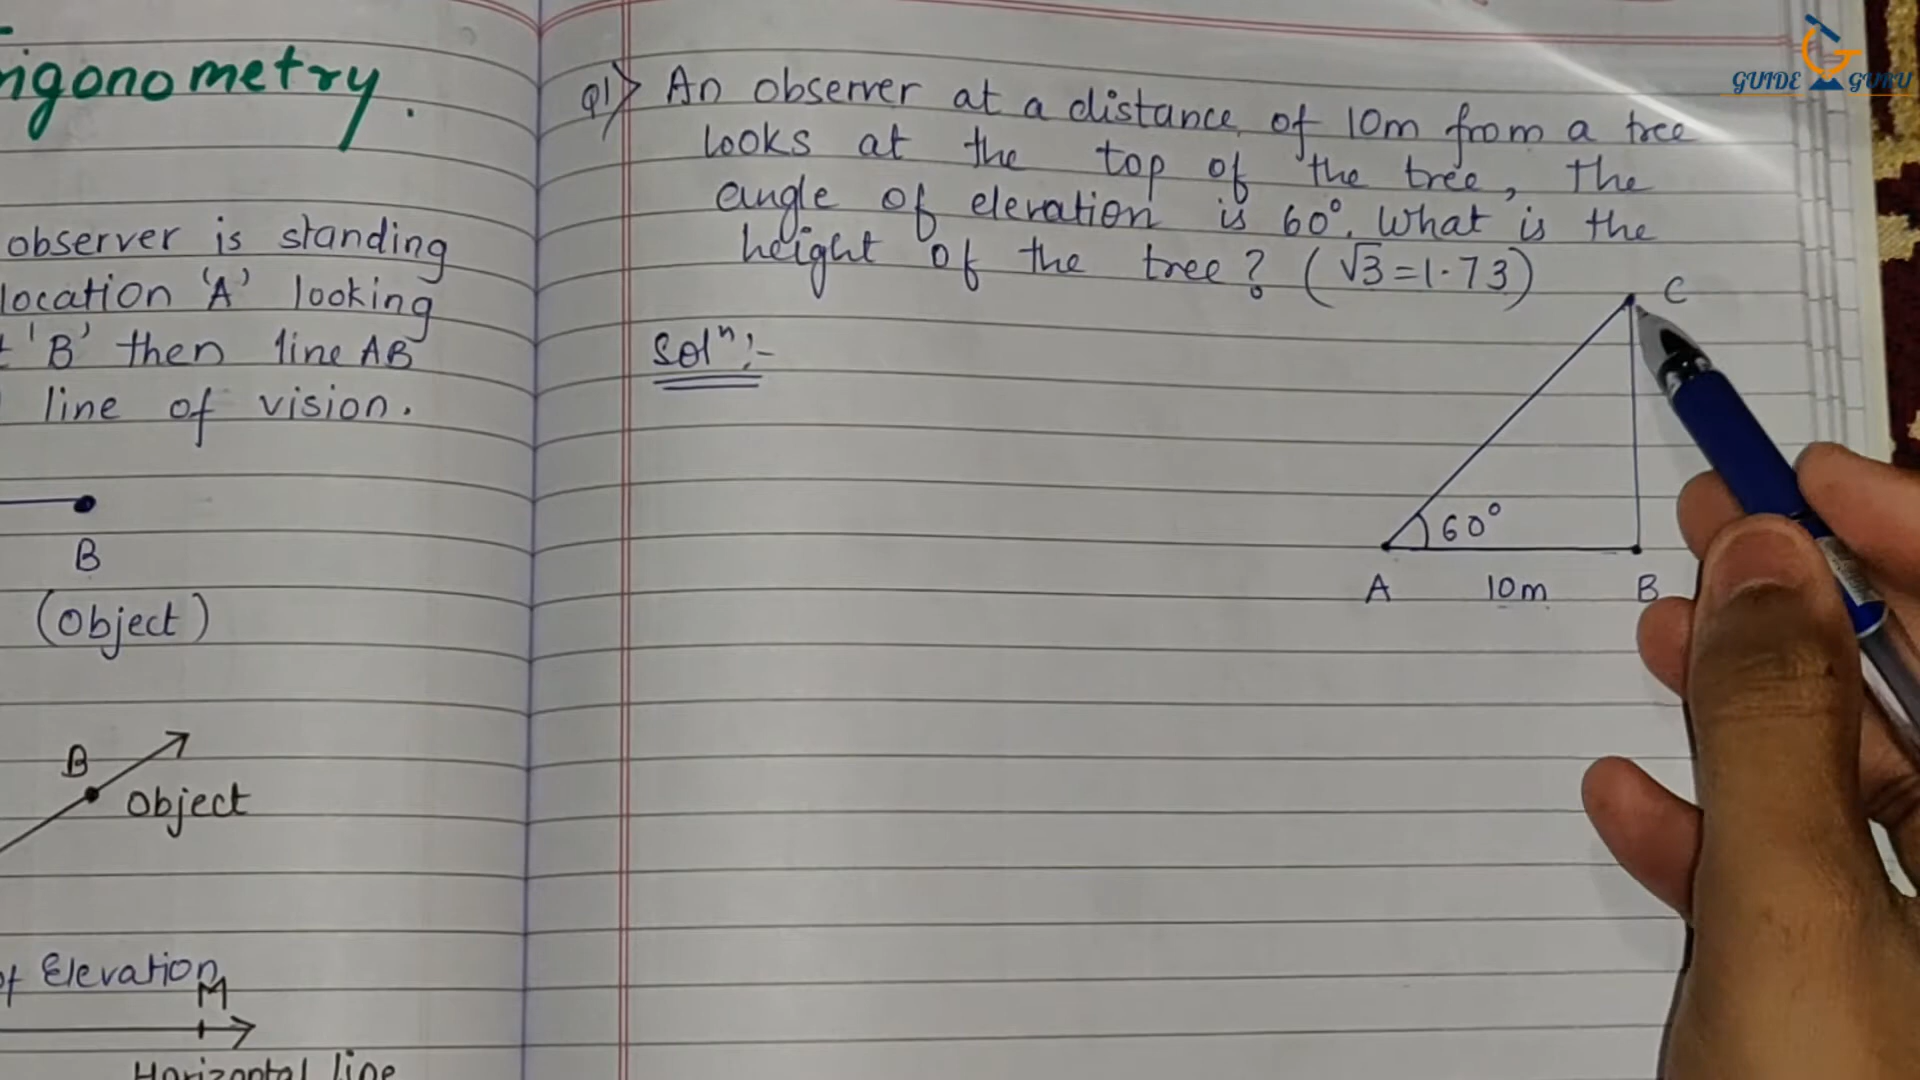 rigonometry.
observer is standing
location 'A' looking
'B' then line AB
line of vision.
B
(Object)
B
Object
of Elevation
M
Horizontal line
Q1) An observer at a distance of 10m from a tree
looks at the top of the tree, the
angle of elevation is 60°. What is the
height of the tree? (√3=1.73)
Solⁿ:-
C
60°
A 10m B
GUIDE GURU